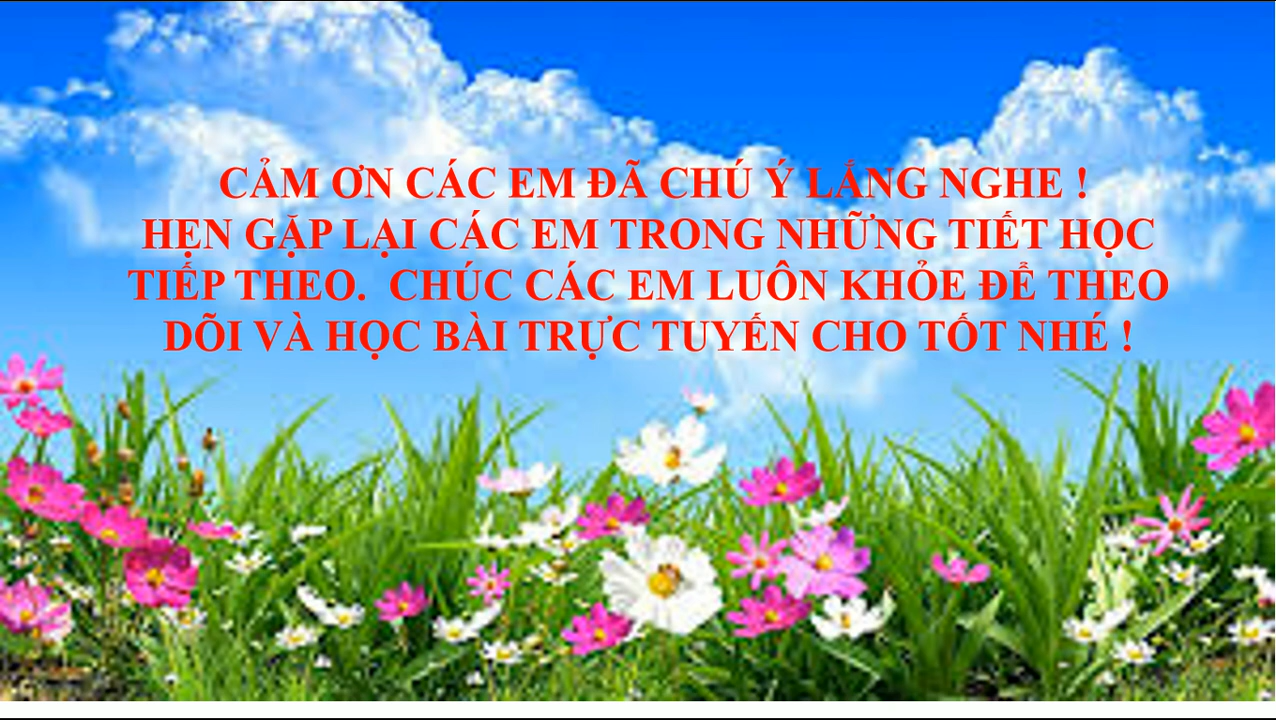 CẢM ƠN CÁC EM ĐÃ CHÚ Ý LẮNG NGHE !
HẸN GẶP LẠI CÁC EM TRONG NHỮNG TIẾT HỌC
TIẾP THEO. CHÚC CÁC EM LUÔN KHỎE ĐỂ THEO
DÕI VÀ HỌC BÀI TRỰC TUYẾN CHO TỐT NHÉ !